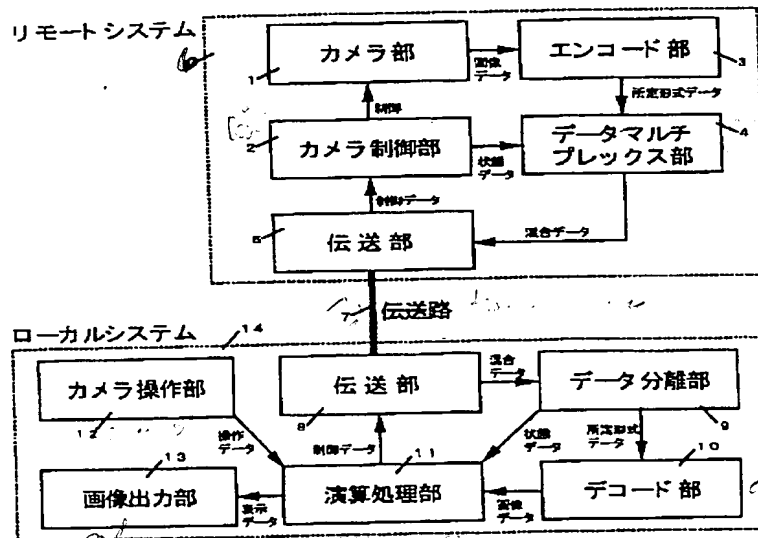 リモートシステム
6
カメラ部
1
画像
データ
エンコード部
3
制御
所定形式データ
カメラ制御部
2
状態
データ
データマルチ
プレックス部
4
制御データ
伝送部
5
混合データ
7
伝送路
ローカルシステム
14
カメラ操作部
12
伝送部
8
混合
データ
データ分離部
9
操作
データ
制御データ
状態
データ
所定形式
データ
画像出力部
13
表示
データ
演算処理部
11
画像
データ
デコード部
10